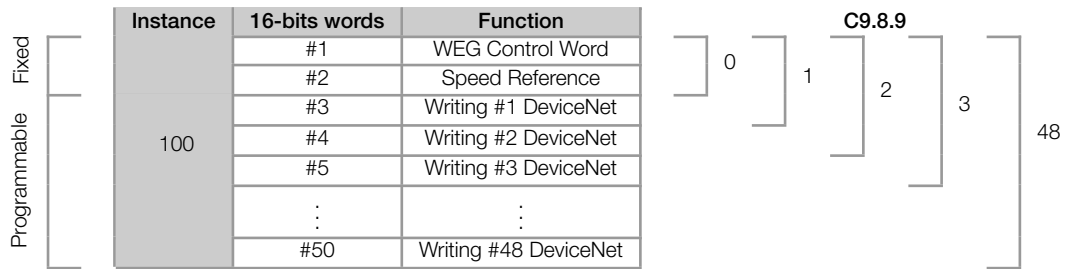 Instance 16-bits words Function C9.8.9
Fixed
#1 WEG Control Word
#2 Speed Reference
0
1
2
3
48
Programmable
100
#3 Writing #1 DeviceNet
#4 Writing #2 DeviceNet
#5 Writing #3 DeviceNet
⋮ ⋮
#50 Writing #48 DeviceNet